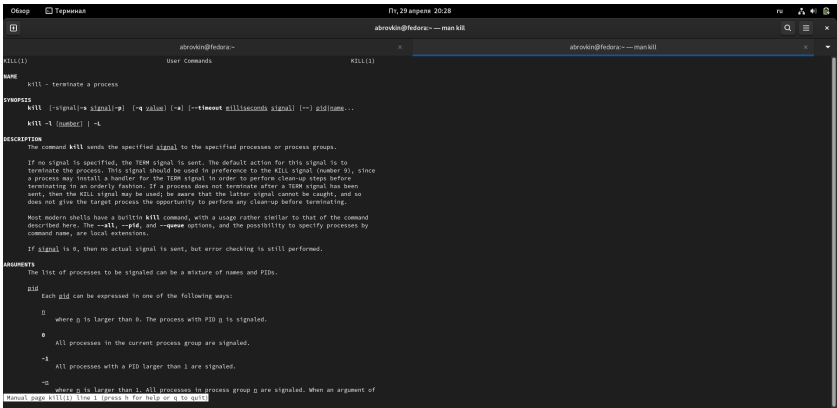 Обзор Терминал Пт, 29 апреля 20:28 ru
abrovkin@fedora:~ — man kill
abrovkin@fedora:~ × abrovkin@fedora:~ — man kill ×
KILL(1) User Commands KILL(1)
NAME
kill - terminate a process
SYNOPSIS
kill [-signal|-s signal|-p] [-q value] [-a] [--timeout milliseconds signal] [--] pid|name...
kill -l [number] | -L
DESCRIPTION
The command kill sends the specified signal to the specified processes or process groups.
If no signal is specified, the TERM signal is sent. The default action for this signal is to
terminate the process. This signal should be used in preference to the KILL signal (number 9), since
a process may install a handler for the TERM signal in order to perform clean-up steps before
terminating in an orderly fashion. If a process does not terminate after a TERM signal has been
sent, then the KILL signal may be used; be aware that the latter signal cannot be caught, and so
does not give the target process the opportunity to perform any clean-up before terminating.
Most modern shells have a builtin kill command, with a usage rather similar to that of the command
described here. The --all, --pid, and --queue options, and the possibility to specify processes by
command name, are local extensions.
If signal is 0, then no actual signal is sent, but error checking is still performed.
ARGUMENTS
The list of processes to be signaled can be a mixture of names and PIDs.
pid
Each pid can be expressed in one of the following ways:
n
where n is larger than 0. The process with PID n is signaled.
0
All processes in the current process group are signaled.
-1
All processes with a PID larger than 1 are signaled.
-n
where n is larger than 1. All processes in process group n are signaled. When an argument of
Manual page kill(1) line 1 (press h for help or q to quit)